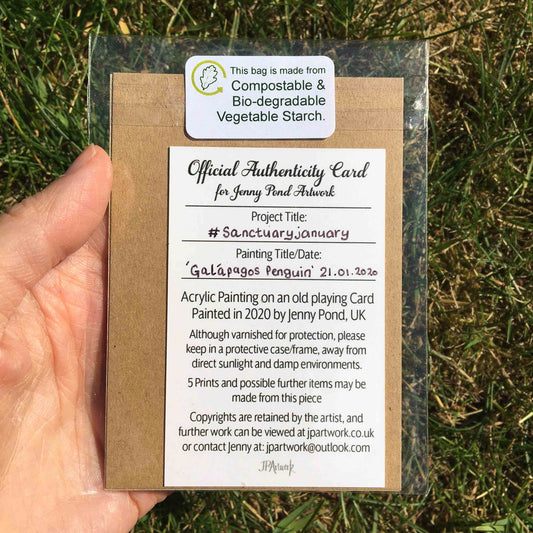 This bag is made from
Compostable &
Bio-degradable
Vegetable Starch.
Official Authenticity Card
for Jenny Pond Artwork
Project Title:
#Sanctuaryjanuary
Painting Title/Date:
'Galápagos Penguin' 21.01.2020
Acrylic Painting on an old playing Card
Painted in 2020 by Jenny Pond, UK
Although varnished for protection, please
keep in a protective case/frame, away from
direct sunlight and damp environments.
5 Prints and possible further items may be
made from this piece
Copyrights are retained by the artist, and
further work can be viewed at jpartwork.co.uk
or contact Jenny at: jpartwork@outlook.com
JPArtwork